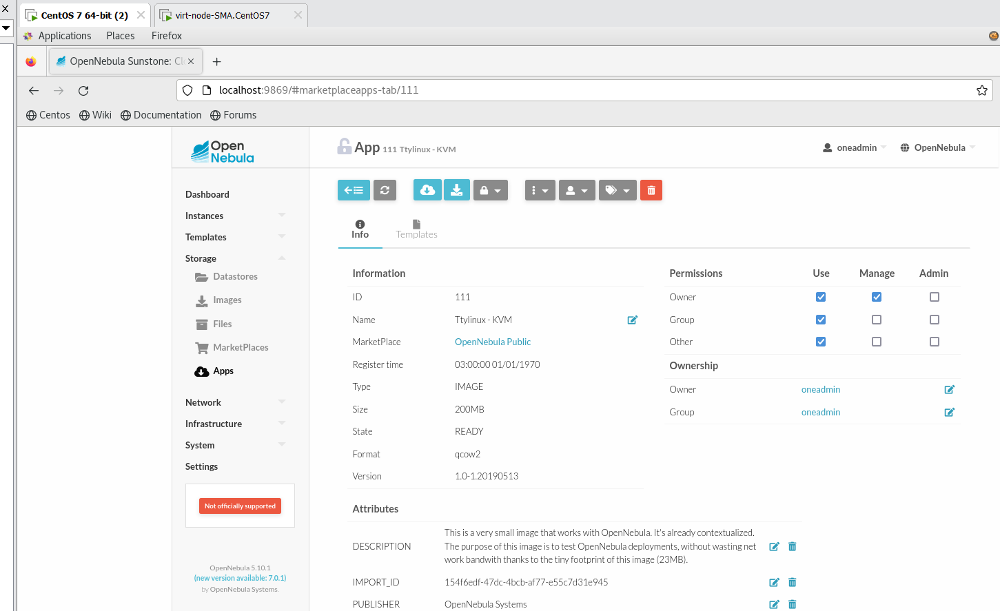 CentOS 7 64-bit (2)
virt-node-SMA.CentOS7
Applications Places Firefox
OpenNebula Sunstone: Cl
localhost:9869/#marketplaceapps-tab/111
Centos Wiki Documentation Forums
Open
Nebula
App 111 Ttylinux - KVM
oneadmin
OpenNebula
Dashboard
Instances
Templates
Storage
Datastores
Images
Files
MarketPlaces
Apps
Network
Infrastructure
System
Settings
Not officially supported
OpenNebula 5.10.1
(new version available: 7.0.1)
by OpenNebula Systems.
Info
Templates
Information
ID 111
Name Ttylinux - KVM
MarketPlace OpenNebula Public
Register time 03:00:00 01/01/1970
Type IMAGE
Size 200MB
State READY
Format qcow2
Version 1.0-1.20190513
Permissions Use Manage Admin
Owner
Group
Other
Ownership
Owner oneadmin
Group oneadmin
Attributes
DESCRIPTION
This is a very small image that works with OpenNebula. It's already contextualized.
The purpose of this image is to test OpenNebula deployments, without wasting net
work bandwith thanks to the tiny footprint of this image (23MB).
IMPORT_ID 154f6edf-47dc-4bcb-af77-e55c7d31e945
PUBLISHER OpenNebula Systems